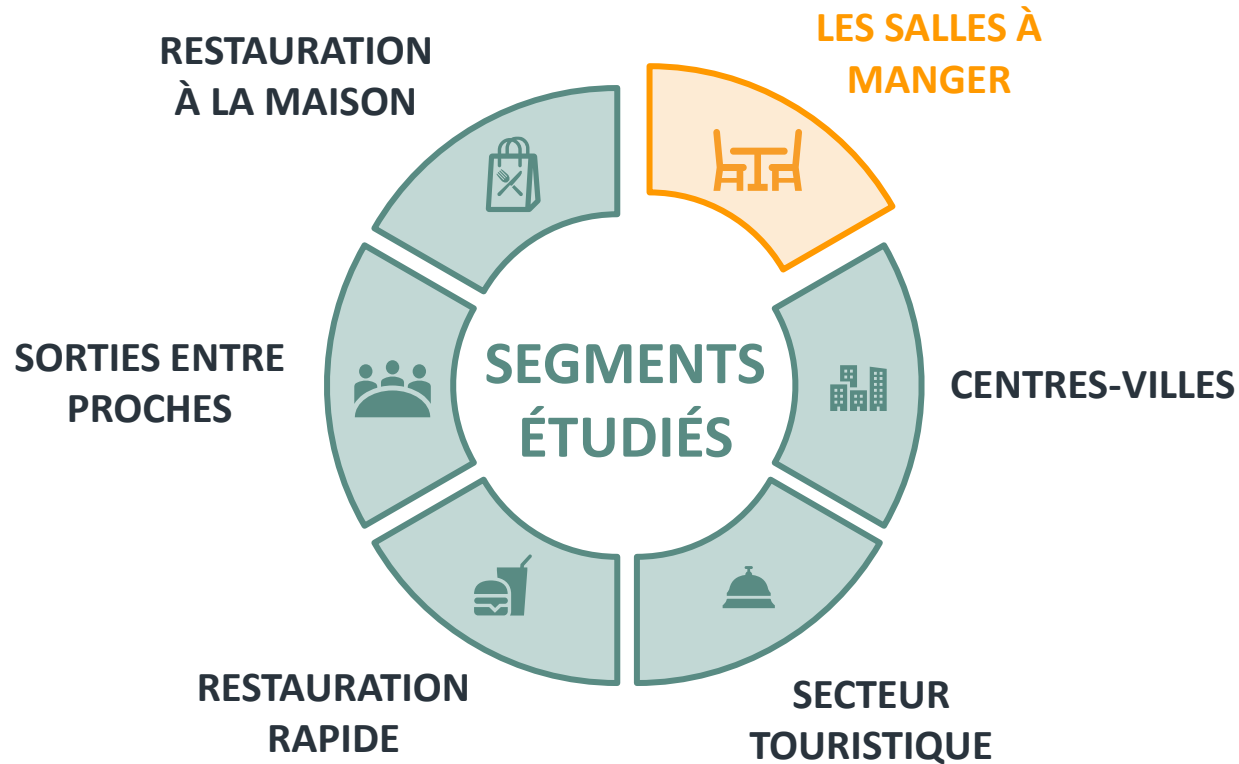 SEGMENTS
ÉTUDIÉS
LES SALLES À
MANGER
CENTRES-VILLES
SECTEUR
TOURISTIQUE
RESTAURATION
RAPIDE
SORTIES ENTRE
PROCHES
RESTAURATION
À LA MAISON